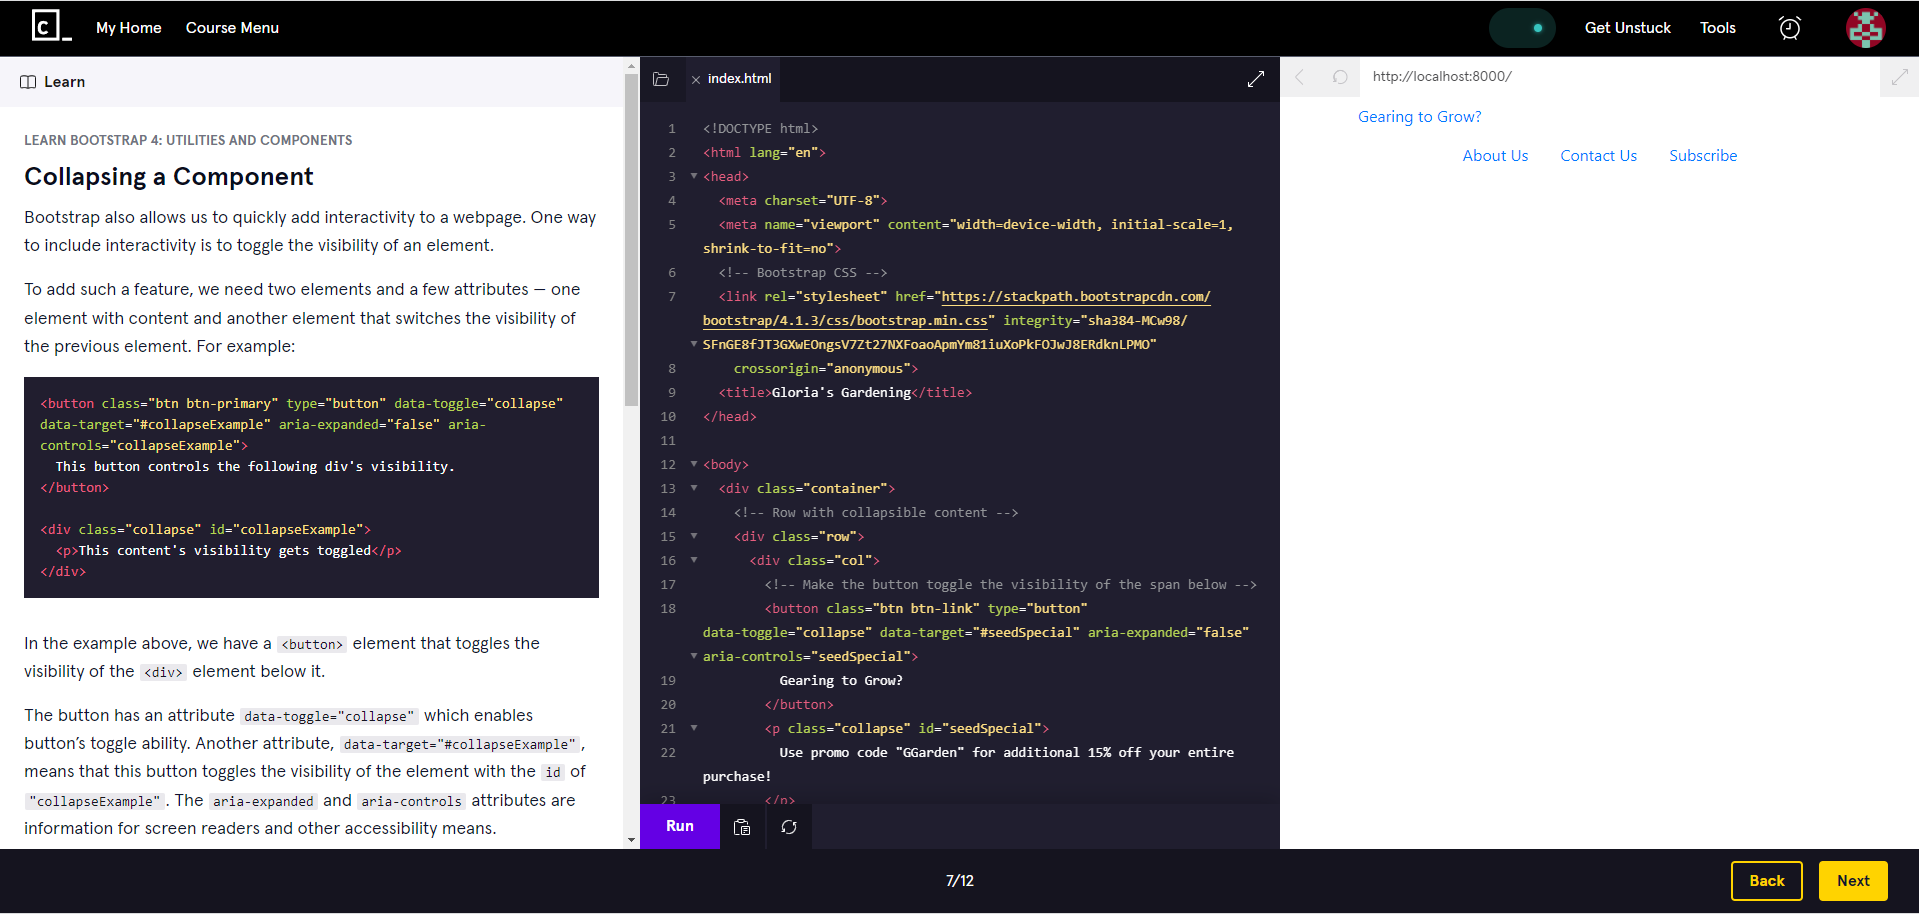 C_
My Home
Course Menu
Get Unstuck
Tools
Learn
LEARN BOOTSTRAP 4: UTILITIES AND COMPONENTS
Collapsing a Component
Bootstrap also allows us to quickly add interactivity to a webpage. One way
to include interactivity is to toggle the visibility of an element.
To add such a feature, we need two elements and a few attributes — one
element with content and another element that switches the visibility of
the previous element. For example:
<button class="btn btn-primary" type="button" data-toggle="collapse"
data-target="#collapseExample" aria-expanded="false" aria-
controls="collapseExample">
This button controls the following div's visibility.
</button>
<div class="collapse" id="collapseExample">
<p>This content's visibility gets toggled</p>
</div>
In the example above, we have a <button> element that toggles the
visibility of the <div> element below it.
The button has an attribute data-toggle="collapse" which enables
button's toggle ability. Another attribute, data-target="#collapseExample",
means that this button toggles the visibility of the element with the id of
"collapseExample". The aria-expanded and aria-controls attributes are
information for screen readers and other accessibility means.
index.html
1 <!DOCTYPE html>
2 <html lang="en">
3 <head>
4 <meta charset="UTF-8">
5 <meta name="viewport" content="width=device-width, initial-scale=1,
shrink-to-fit=no">
6 <!-- Bootstrap CSS -->
7 <link rel="stylesheet" href="https://stackpath.bootstrapcdn.com/
bootstrap/4.1.3/css/bootstrap.min.css" integrity="sha384-MCw98/
SFnGE8fJT3GXwEOngsV7Zt27NXFoaoApmYm81iuXoPkFOJwJ8ERdknLPMO"
8 crossorigin="anonymous">
9 <title>Gloria's Gardening</title>
10 </head>
11
12 <body>
13 <div class="container">
14 <!-- Row with collapsible content -->
15 <div class="row">
16 <div class="col">
17 <!-- Make the button toggle the visibility of the span below -->
18 <button class="btn btn-link" type="button"
data-toggle="collapse" data-target="#seedSpecial" aria-expanded="false"
aria-controls="seedSpecial">
19 Gearing to Grow?
20 </button>
21 <p class="collapse" id="seedSpecial">
22 Use promo code "GGarden" for additional 15% off your entire
purchase!
23 </p>
Run
http://localhost:8000/
Gearing to Grow?
About Us
Contact Us
Subscribe
7/12
Back
Next